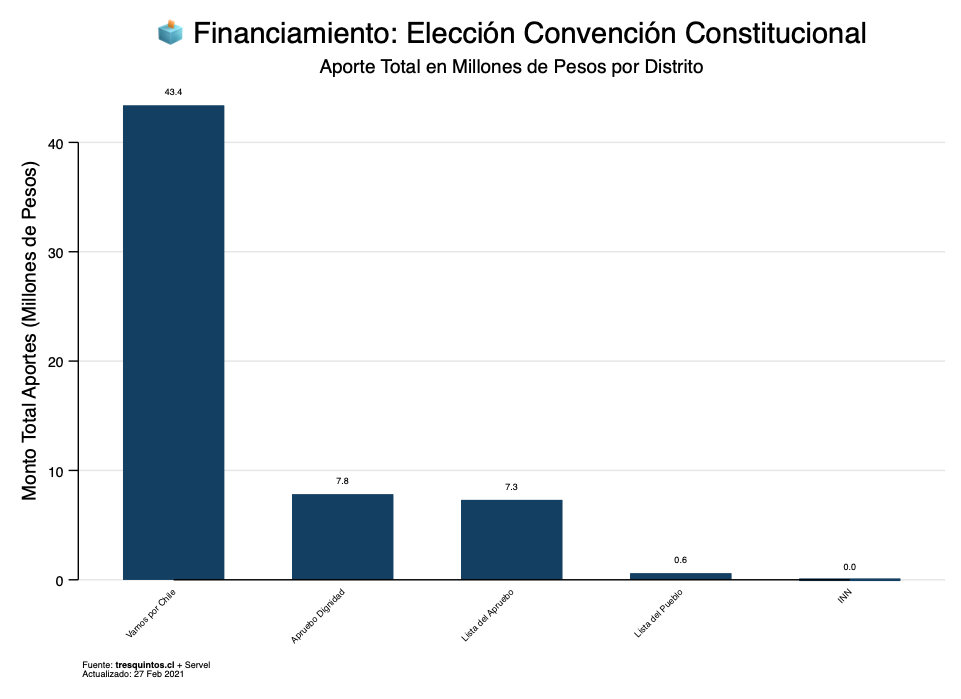 Financiamiento: Elección Convención Constitucional
Aporte Total en Millones de Pesos por Distrito
Monto Total Aportes (Millones de Pesos)
40
30
20
10
0
43.4
7.8
7.3
0.6
0.0
Vamos por Chile
Apruebo Dignidad
Lista del Apruebo
Lista del Pueblo
INN
Fuente: tresquintos.cl + Servel
Actualizado: 27 Feb 2021